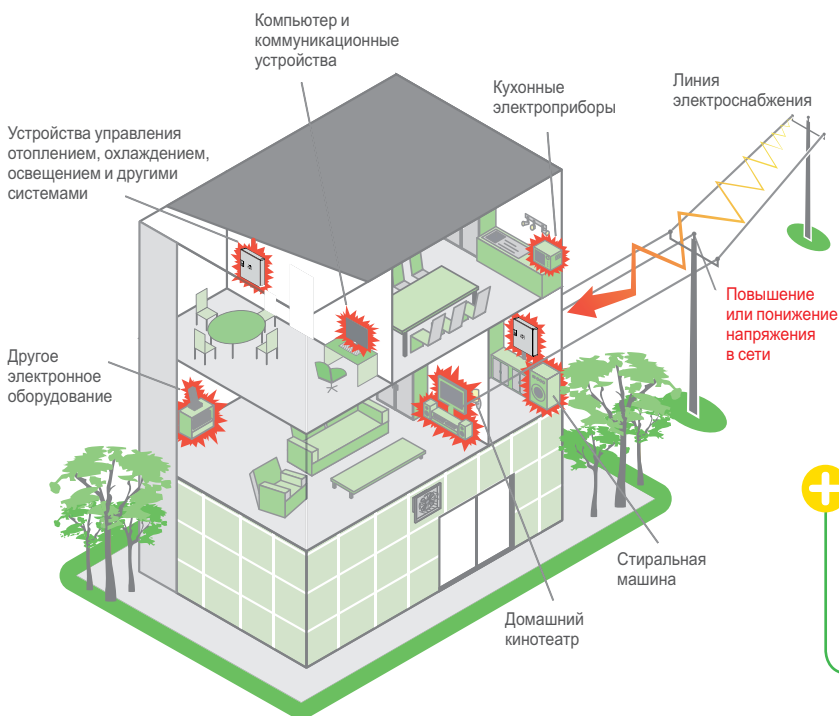 Компьютер и
коммуникационные
устройства
Кухонные
электроприборы
Линия
электроснабжения
Устройства управления
отоплением, охлаждением,
освещением и другими
системами
Повышение
или понижение
напряжения
в сети
Другое
электронное
оборудование
Стиральная
машина
Домашний
кинотеатр